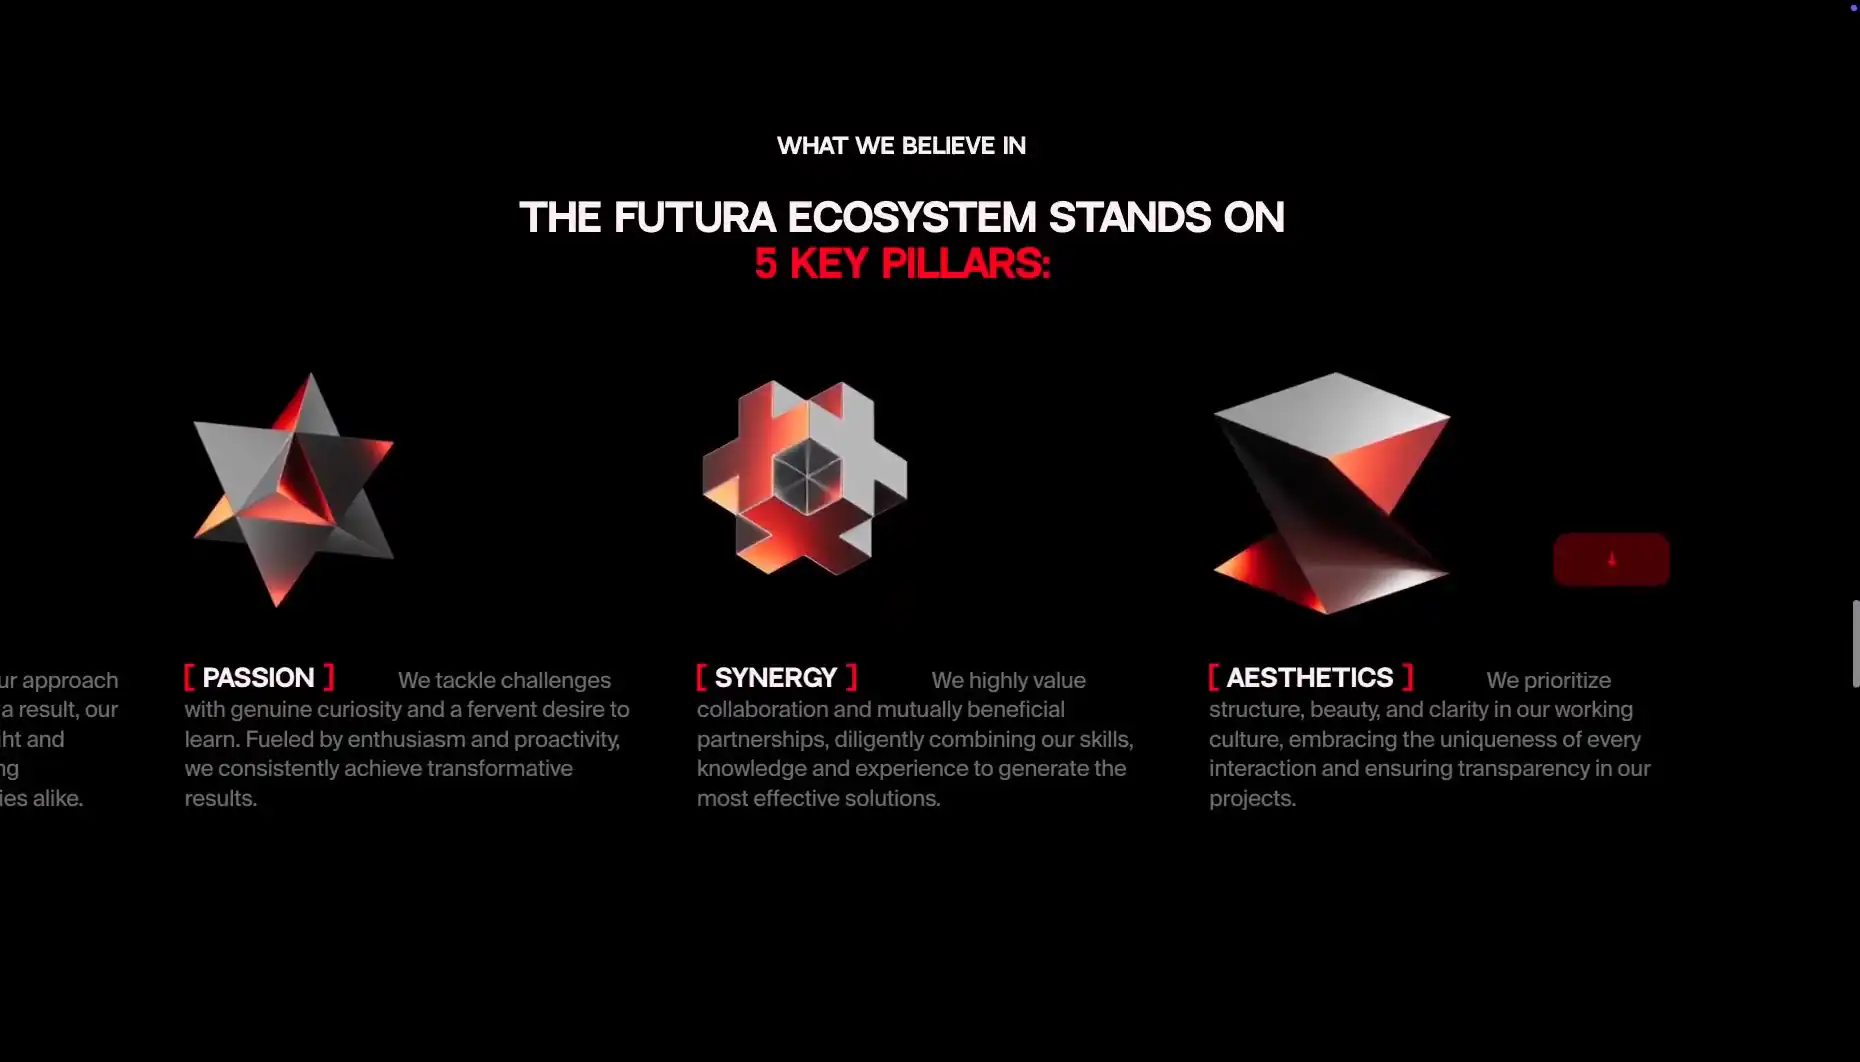 WHAT WE BELIEVE IN
THE FUTURA ECOSYSTEM STANDS ON
5 KEY PILLARS:
ur approach
a result, our
ht and
ng
ies alike.
[ PASSION ] We tackle challenges
with genuine curiosity and a fervent desire to
learn. Fueled by enthusiasm and proactivity,
we consistently achieve transformative
results.
[ SYNERGY ] We highly value
collaboration and mutually beneficial
partnerships, diligently combining our skills,
knowledge and experience to generate the
most effective solutions.
[ AESTHETICS ] We prioritize
structure, beauty, and clarity in our working
culture, embracing the uniqueness of every
interaction and ensuring transparency in our
projects.